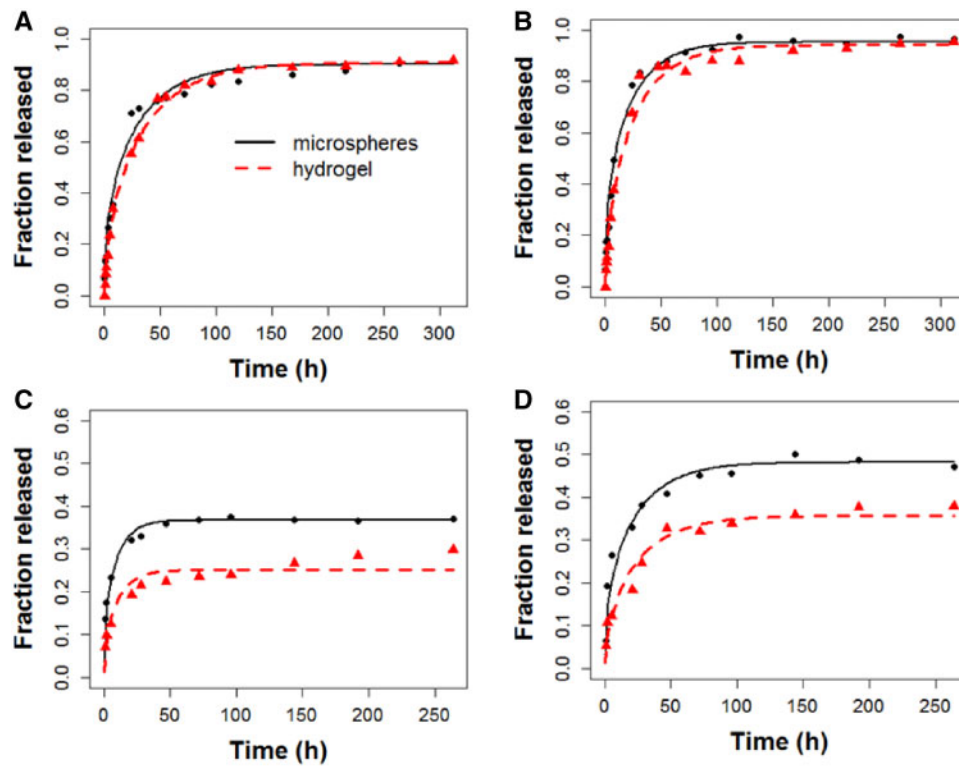 A
B
Fraction released
0.0 0.2 0.4 0.6 0.8 1.0
microspheres
hydrogel
0 50 100 150 200 250 300
Time (h)
Fraction released
0.0 0.2 0.4 0.6 0.8 1.0
0 50 100 150 200 250 300
Time (h)
C
D
Fraction released
0.0 0.1 0.2 0.3 0.4 0.5 0.6
0 50 100 150 200 250
Time (h)
Fraction released
0.0 0.1 0.2 0.3 0.4 0.5 0.6
0 50 100 150 200 250
Time (h)